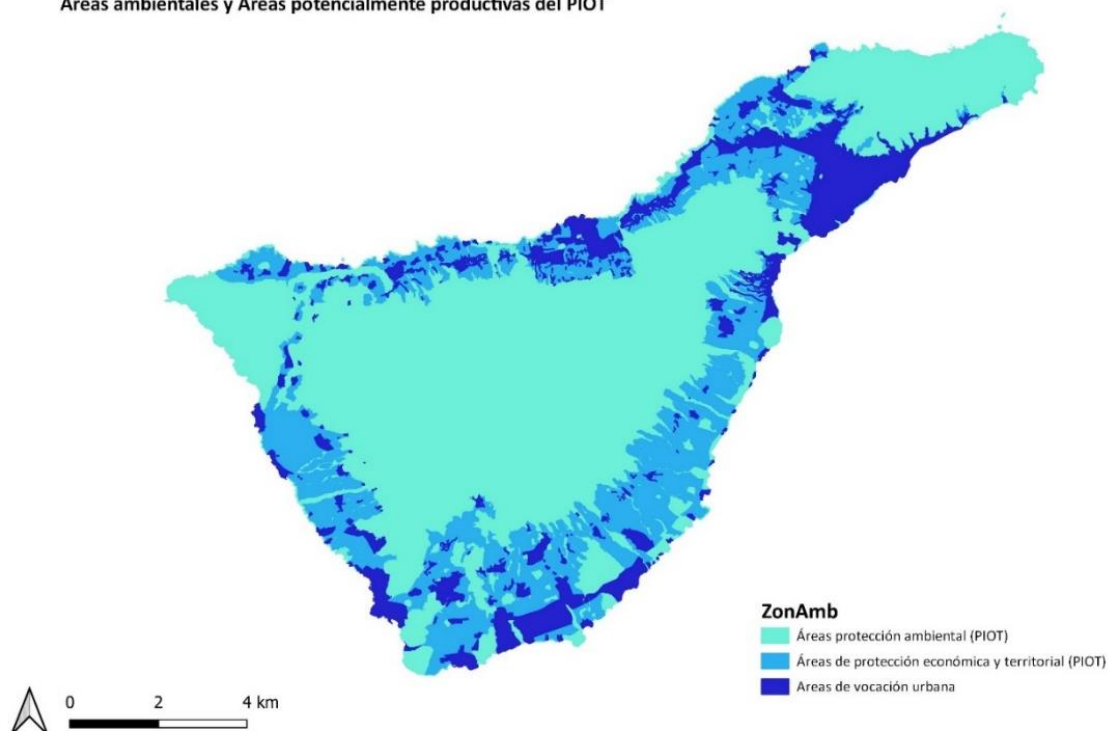 Áreas ambientales y Áreas potencialmente productivas del PIOT
ZonAmb
Áreas protección ambiental (PIOT)
Áreas de protección económica y territorial (PIOT)
Areas de vocación urbana
0 2 4 km